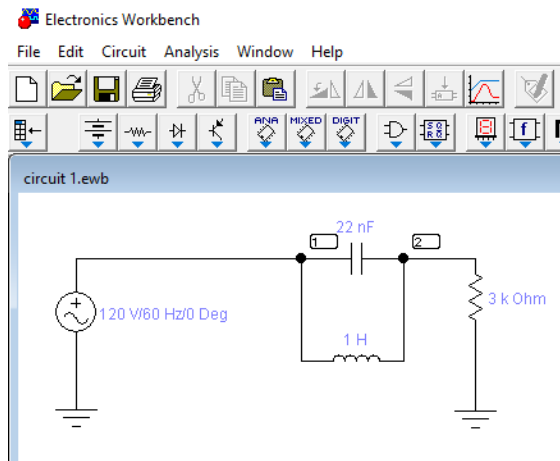 Electronics Workbench
File Edit Circuit Analysis Window Help
ANA MIXED DIGIT
circuit 1.ewb
22 nF
1 2
120 V/60 Hz/0 Deg
3 k Ohm
1 H